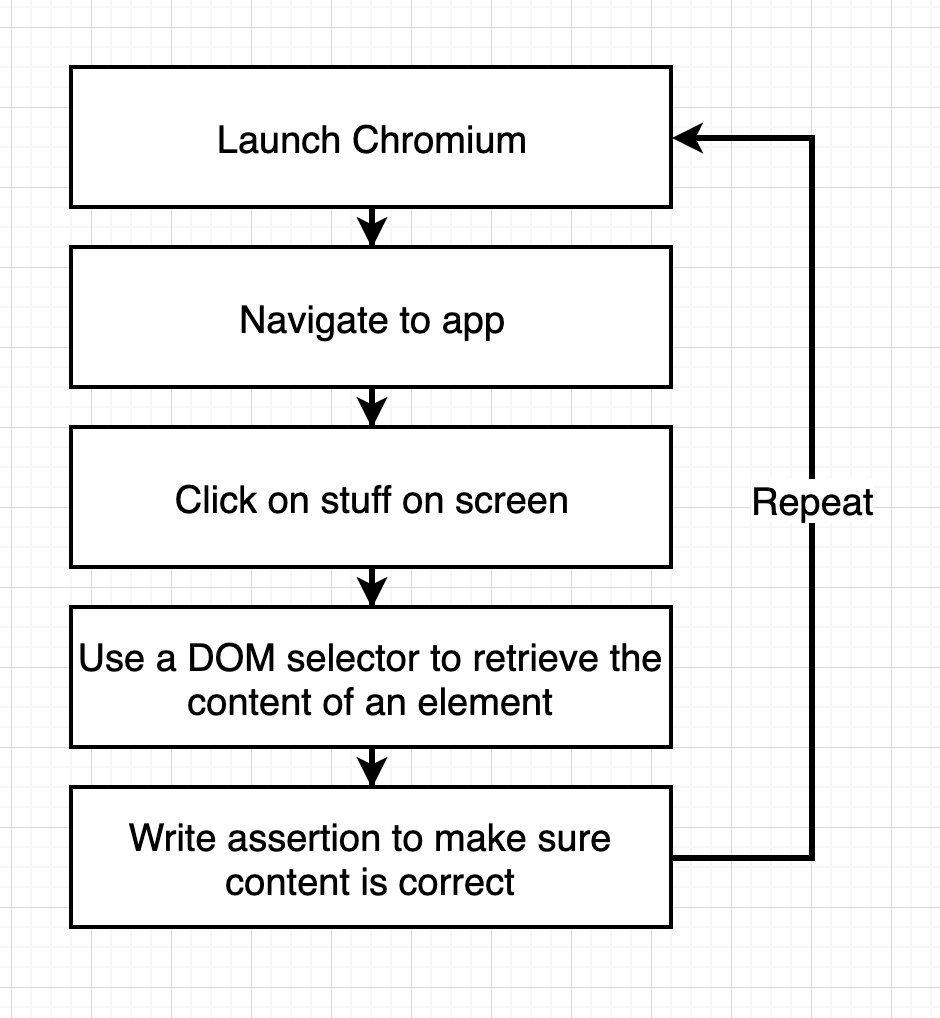 Launch Chromium
Navigate to app
Click on stuff on screen
Repeat
Use a DOM selector to retrieve the
content of an element
Write assertion to make sure
content is correct